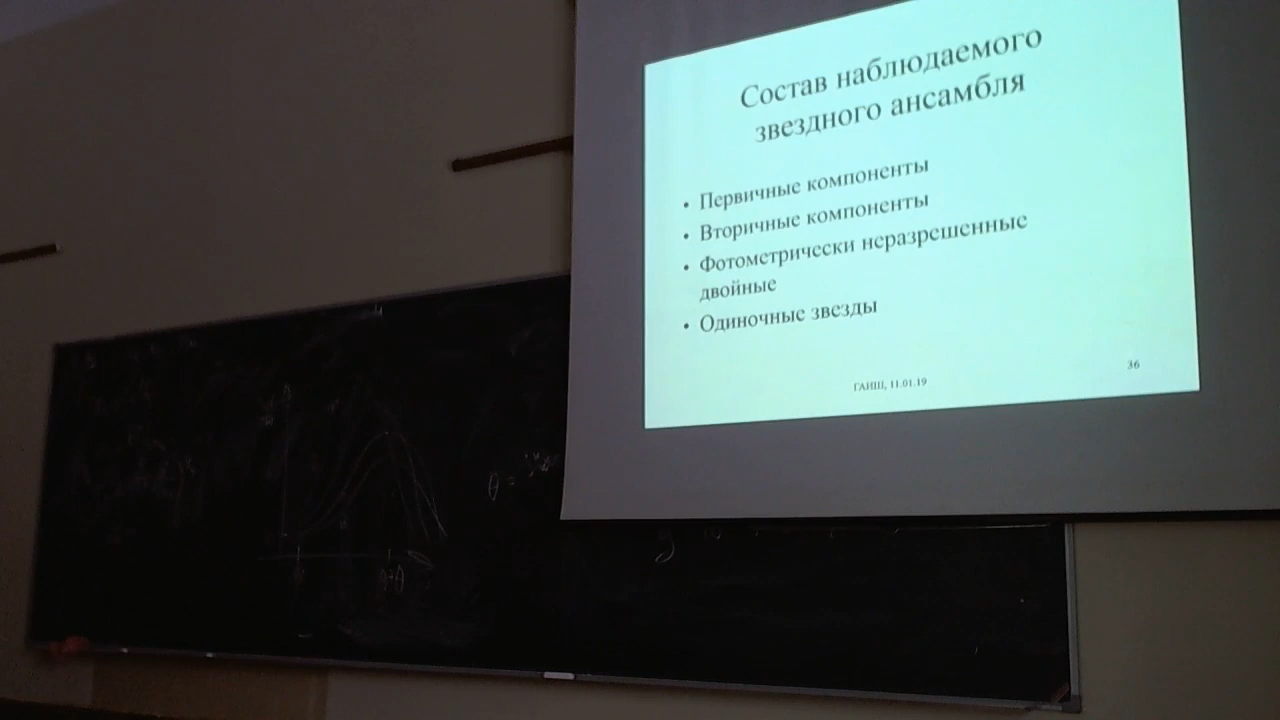 Состав наблюдаемого
звездного ансамбля
• Первичные компоненты
• Вторичные компоненты
• Фотометрически неразрешенные
двойные
• Одиночные звезды
ГАИШ, 11.01.19
36
θ =